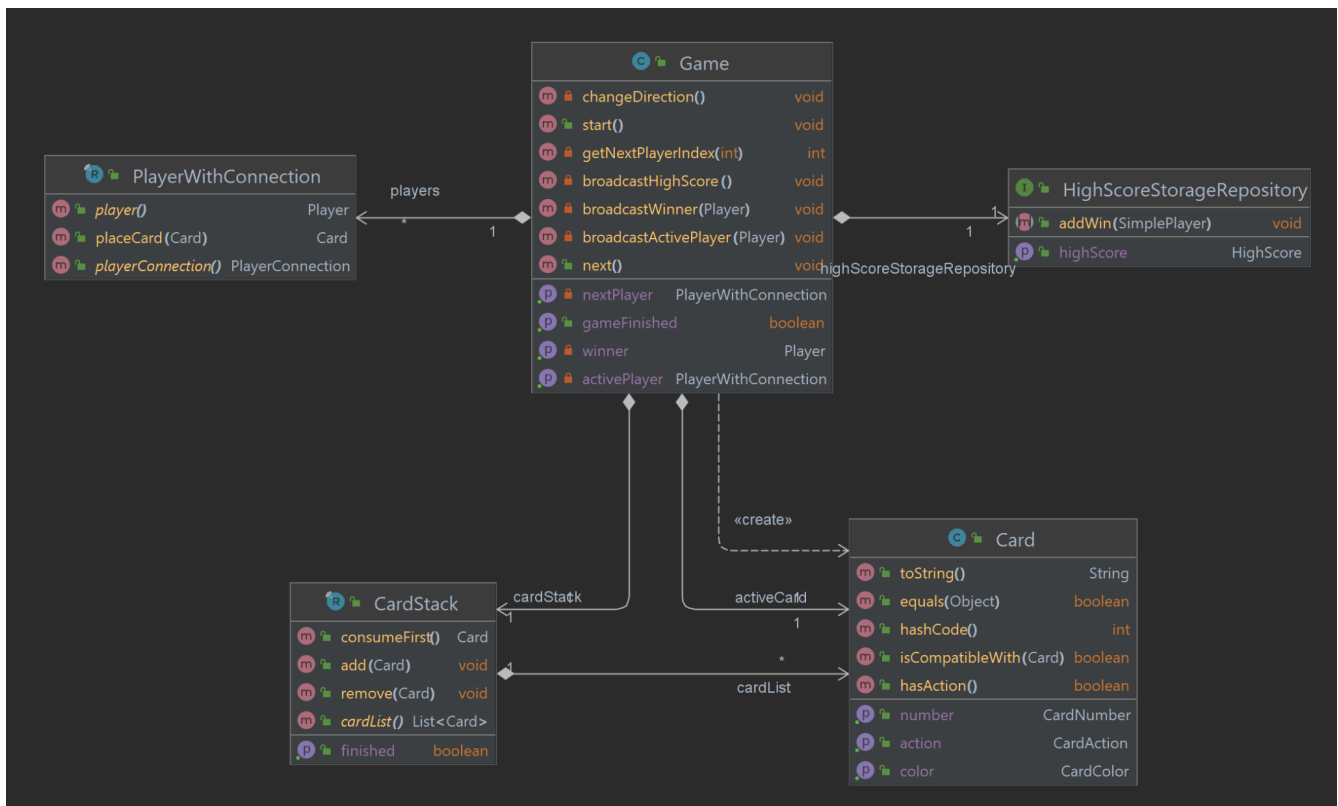 Game
changeDirection() void
start() void
getNextPlayerIndex(int) int
broadcastHighScore() void
broadcastWinner(Player) void
broadcastActivePlayer(Player) void
next() void
nextPlayer PlayerWithConnection
gameFinished boolean
winner Player
activePlayer PlayerWithConnection
PlayerWithConnection
player() Player
placeCard(Card) Card
playerConnection() PlayerConnection
players
*
1
HighScoreStorageRepository
addWin(SimplePlayer) void
highScore HighScore
1
1
highScoreStorageRepository
«create»
Card
toString() String
equals(Object) boolean
hashCode() int
isCompatibleWith(Card) boolean
hasAction() boolean
number CardNumber
action CardAction
color CardColor
CardStack
consumeFirst() Card
add(Card) void
remove(Card) void
cardList() List<Card>
finished boolean
cardStack
1
1
activeCard
1
1
1
*
cardList